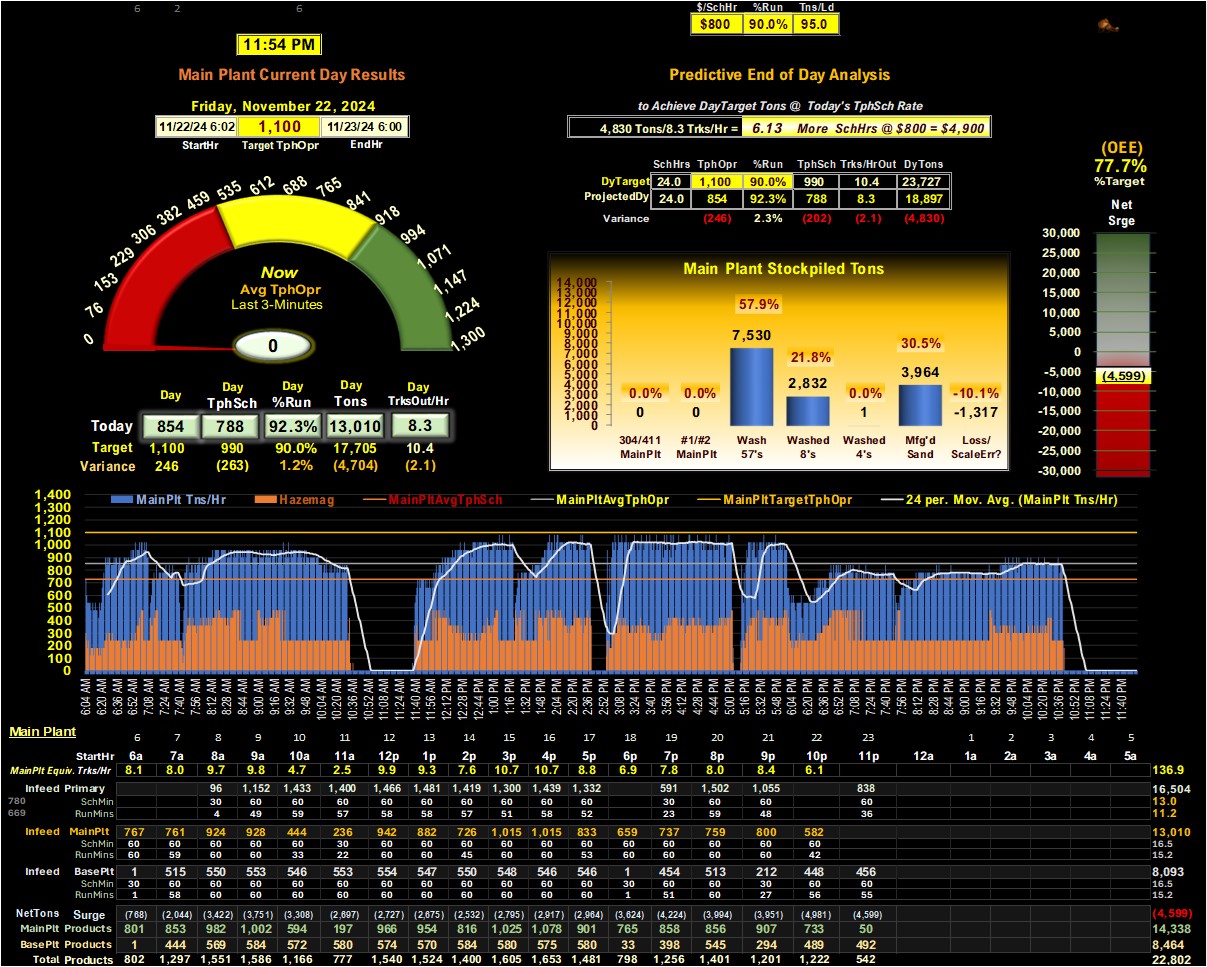 6 2 6
$/SchHr %Run Tns/Ld
$800 90.0% 95.0
11:54 PM
Main Plant Current Day Results
Friday, November 22, 2024
11/22/24 6:02 1,100 11/23/24 6:00
StartHr Target TphOpr EndHr
0 76 153 229 306 382 459 535 612 688 765 841 918 994 1,071 1,147 1,224 1,300
Now
Avg TphOpr
Last 3-Minutes
0
Day Day TphSch Day %Run Day Tons Day TrksOut/Hr
Today 854 788 92.3% 13,010 8.3
Target 1,100 990 90.0% 17,705 10.4
Variance 246 (263) 1.2% (4,704) (2.1)
Predictive End of Day Analysis
to Achieve DayTarget Tons @ Today's TphSch Rate
4,830 Tons/8.3 Trks/Hr = 6.13 More SchHrs @ $800 = $4,900
SchHrs TphOpr %Run TphSch Trks/HrOut DyTons
DyTarget 24.0 1,100 90.0% 990 10.4 23,727
ProjectedDy 24.0 854 92.3% 788 8.3 18,897
Variance (246) 2.3% (202) (2.1) (4,830)
Main Plant Stockpiled Tons
14,000
13,000
12,000
11,000
10,000
9,000
8,000
7,000
6,000
5,000
4,000
3,000
2,000
1,000
0
0.0% 0.0% 57.9% 21.8% 0.0% 30.5% -10.1%
0 0 7,530 2,832 1 3,964 -1,317
304/411 #1/#2 Wash Washed Washed Mfg'd Loss/
MainPlt MainPlt 57's 8's 4's Sand ScaleErr?
(OEE)
77.7%
%Target
Net
Srge
30,000
25,000
20,000
15,000
10,000
5,000
0
-5,000
-10,000
-15,000
-20,000
-25,000
-30,000
(4,599)
MainPlt Tns/Hr Hazemag MainPltAvgTphSch MainPltAvgTphOpr MainPltTargetTphOpr 24 per. Mov. Avg. (MainPlt Tns/Hr)
1,400
1,300
1,200
1,100
1,000
900
800
700
600
500
400
300
200
100
0
6:04 AM 6:20 AM 6:36 AM 6:52 AM 7:08 AM 7:24 AM 7:40 AM 7:56 AM 8:12 AM 8:28 AM 8:44 AM 9:00 AM 9:16 AM 9:32 AM 9:48 AM 10:04 AM 10:20 AM 10:36 AM 10:52 AM 11:08 AM 11:24 AM 11:40 AM 11:56 AM 12:12 PM 12:28 PM 12:44 PM 1:00 PM 1:16 PM 1:32 PM 1:48 PM 2:04 PM 2:20 PM 2:36 PM 2:52 PM 3:08 PM 3:24 PM 3:40 PM 3:56 PM 4:12 PM 4:28 PM 4:44 PM 5:00 PM 5:16 PM 5:32 PM 5:48 PM 6:04 PM 6:20 PM 6:36 PM 6:52 PM 7:08 PM 7:24 PM 7:40 PM 7:56 PM 8:12 PM 8:28 PM 8:44 PM 9:00 PM 9:16 PM 9:32 PM 9:48 PM 10:04 PM 10:20 PM 10:36 PM 10:52 PM 11:08 PM 11:24 PM 11:40 PM
Main Plant 6 7 8 9 10 11 12 13 14 15 16 17 18 19 20 21 22 23 1 2 3 4 5
StartHr 6a 7a 8a 9a 10a 11a 12p 1p 2p 3p 4p 5p 6p 7p 8p 9p 10p 11p 12a 1a 2a 3a 4a 5a
MainPlt Equiv. Trks/Hr 8.1 8.0 9.7 9.8 4.7 2.5 9.9 9.3 7.6 10.7 10.7 8.8 6.9 7.8 8.0 8.4 6.1 136.9
Infeed Primary 96 1,152 1,433 1,400 1,466 1,481 1,419 1,300 1,439 1,332 591 1,502 1,055 838 16,504
780 SchMin 30 60 60 60 60 60 60 60 60 60 30 60 60 60 13.0
669 RunMins 4 49 59 57 58 58 57 51 58 52 23 59 48 36 11.2
Infeed MainPlt 767 761 924 928 444 236 942 882 726 1,015 1,015 833 659 737 759 800 582 13,010
SchMin 60 60 60 60 60 30 60 60 60 60 60 60 60 60 60 60 60 16.5
RunMins 60 59 60 60 33 22 60 60 45 60 60 53 60 60 60 60 42 15.2
Infeed BasePlt 1 515 550 553 546 553 554 547 550 548 546 546 1 454 513 212 448 456 8,093
SchMin 30 60 60 60 60 60 60 60 60 60 60 60 30 60 60 30 60 60 16.5
RunMins 1 58 60 60 60 60 60 60 60 60 60 60 1 51 60 27 56 55 15.2
NetTons Surge (768) (2,044) (3,422) (3,751) (3,308) (2,697) (2,727) (2,675) (2,532) (2,795) (2,917) (2,964) (3,624) (4,224) (3,994) (3,951) (4,981) (4,599) (4,599)
MainPlt Products 801 853 982 1,002 594 197 966 954 816 1,025 1,078 901 765 858 856 907 733 50 14,338
BasePlt Products 1 444 569 584 572 580 574 570 584 580 575 580 33 398 545 294 489 492 8,464
Total Products 802 1,297 1,551 1,586 1,166 777 1,540 1,524 1,400 1,605 1,653 1,481 798 1,256 1,401 1,201 1,222 542 22,802